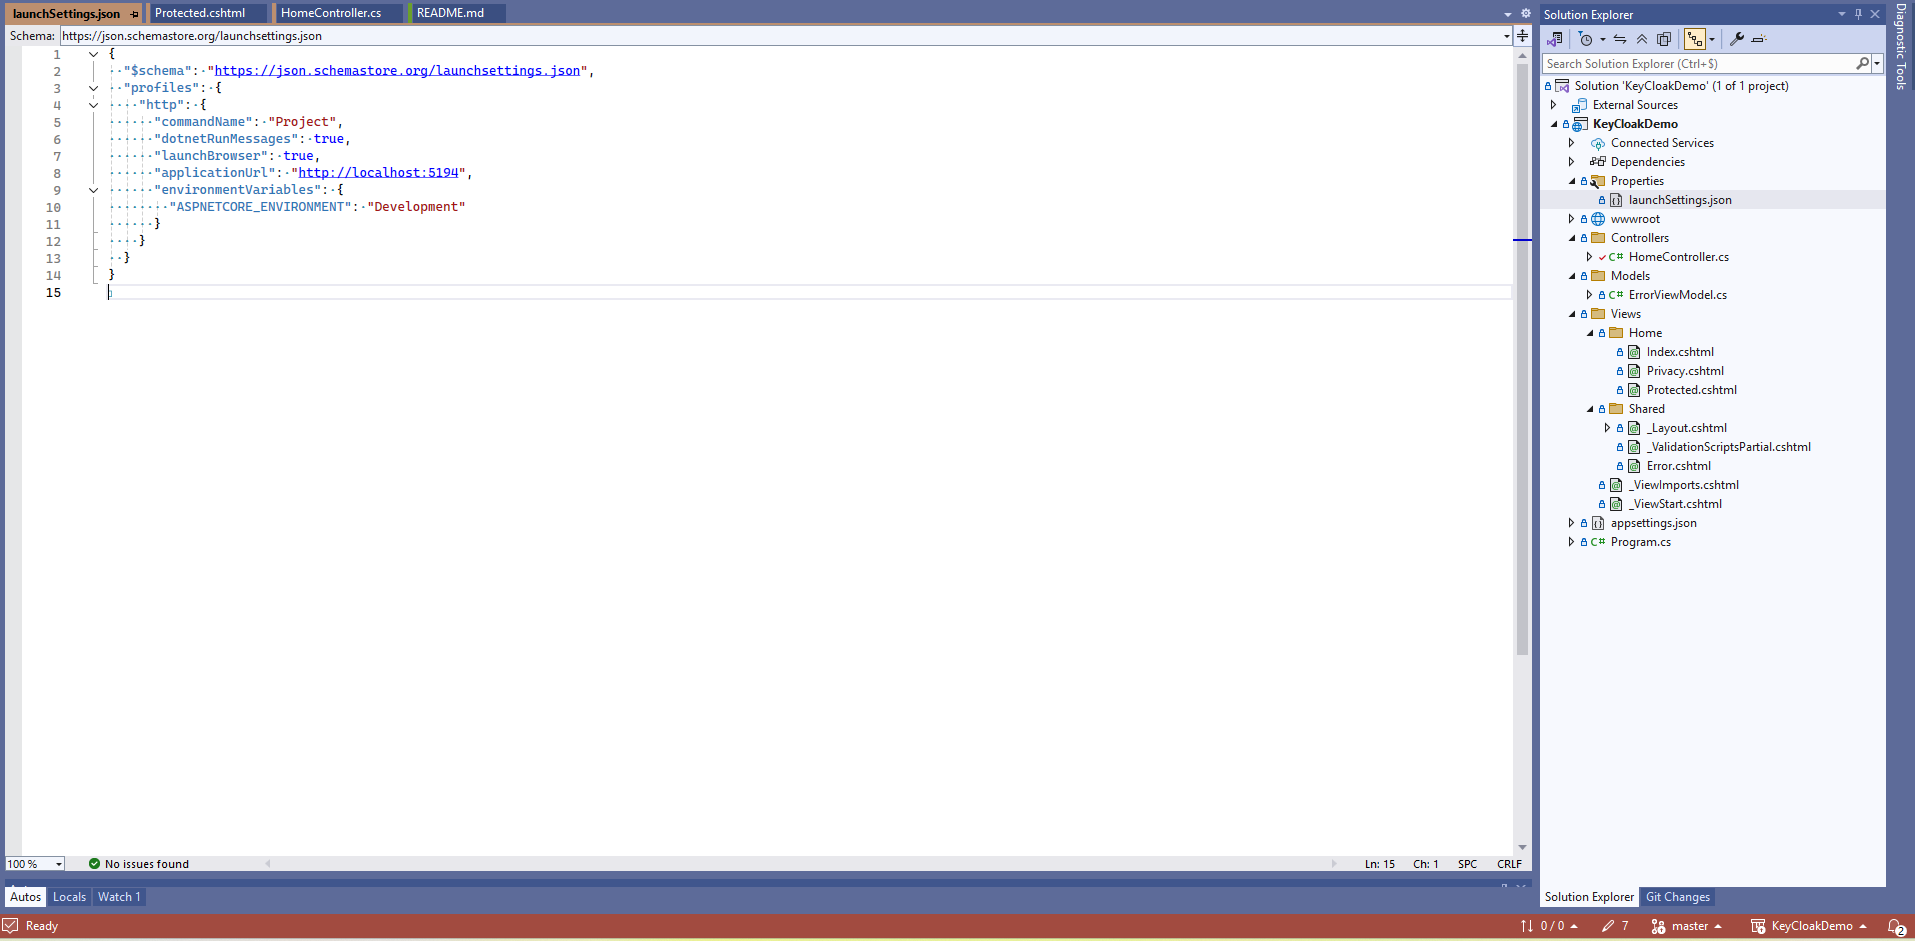 launchSettings.json
Protected.cshtml
HomeController.cs
README.md
Schema: https://json.schemastore.org/launchsettings.json
1 {
2 "$schema": "https://json.schemastore.org/launchsettings.json",
3 "profiles": {
4 "http": {
5 "commandName": "Project",
6 "dotnetRunMessages": true,
7 "launchBrowser": true,
8 "applicationUrl": "http://localhost:5194",
9 "environmentVariables": {
10 "ASPNETCORE_ENVIRONMENT": "Development"
11 }
12 }
13 }
14 }
15
100 %
No issues found
Ln: 15 Ch: 1 SPC CRLF
Autos
Locals
Watch 1
Solution Explorer
Search Solution Explorer (Ctrl+$)
Solution 'KeyCloakDemo' (1 of 1 project)
External Sources
KeyCloakDemo
Connected Services
Dependencies
Properties
launchSettings.json
wwwroot
Controllers
C# HomeController.cs
Models
C# ErrorViewModel.cs
Views
Home
Index.cshtml
Privacy.cshtml
Protected.cshtml
Shared
_Layout.cshtml
_ValidationScriptsPartial.cshtml
Error.cshtml
_ViewImports.cshtml
_ViewStart.cshtml
appsettings.json
C# Program.cs
Solution Explorer
Git Changes
Diagnostic Tools
Ready
0 / 0
7
master
KeyCloakDemo
2